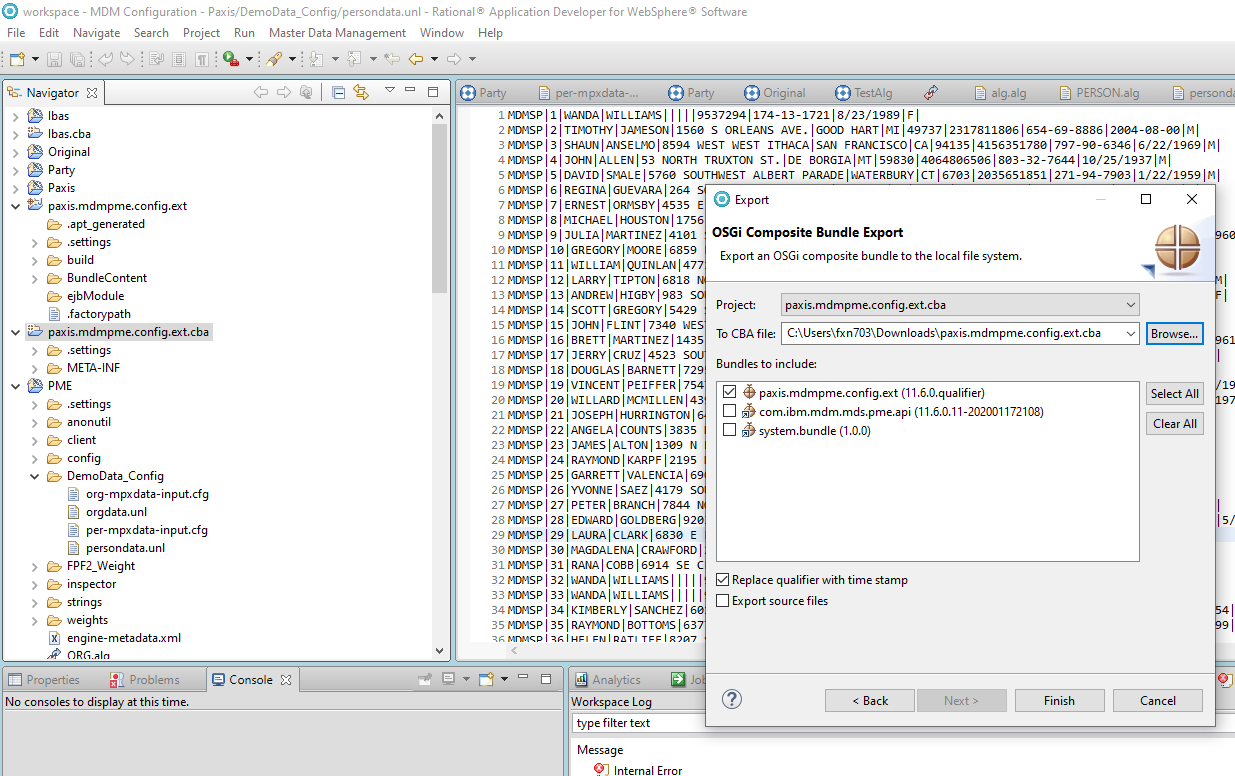 workspace - MDM Configuration - Paxis/DemoData_Config/persondata.unl - Rational® Application Developer for WebSphere® Software
File Edit Navigate Search Project Run Master Data Management Window Help
Navigator
lbas
lbas.cba
Original
Party
Paxis
paxis.mdmpme.config.ext
.apt_generated
.settings
build
BundleContent
ejbModule
.factorypath
paxis.mdmpme.config.ext.cba
.settings
META-INF
PME
.settings
anonutil
client
config
DemoData_Config
org-mpxdata-input.cfg
orgdata.unl
per-mpxdata-input.cfg
persondata.unl
FPF2_Weight
inspector
strings
weights
engine-metadata.xml
ORG.alg
Party per-mpxdata-... Party Original TestAlg alg.alg PERSON.alg persond
1 MDMSP|1|WANDA|WILLIAMS|||||9537294|174-13-1721|8/23/1989|F|
2 MDMSP|2|TIMOTHY|JAMESON|1560 S ORLEANS AVE.|GOOD HART|MI|49737|2317811806|654-69-8886|2004-08-00|M|
3 MDMSP|3|SHAUN|ANSELMO|8594 WEST WEST ITHACA|SAN FRANCISCO|CA|94135|4156351780|797-90-6346|6/22/1969|M|
4 MDMSP|4|JOHN|ALLEN|53 NORTH TRUXTON ST.|DE BORGIA|MT|59830|4064806506|803-32-7644|10/25/1937|M|
5 MDMSP|5|DAVID|SMALE|5760 SOUTHWEST ALBERT PARADE|WATERBURY|CT|6703|2035651851|271-94-7903|1/22/1959|M|
6 MDMSP|6|REGINA|GUEVARA|264 S
7 MDMSP|7|ERNEST|ORMSBY|4535 E
8 MDMSP|8|MICHAEL|HOUSTON|1756
9 MDMSP|9|JULIA|MARTINEZ|4101 960
10 MDMSP|10|GREGORY|MOORE|6859
11 MDMSP|11|WILLIAM|QUINLAN|477
12 MDMSP|12|LARRY|TIPTON|6818 N M|
13 MDMSP|13|ANDREW|HIGBY|983 SO F|
14 MDMSP|14|SCOTT|GREGORY|5429
15 MDMSP|15|JOHN|FLINT|7340 WES
16 MDMSP|16|BRETT|MARTINEZ|1435 961
17 MDMSP|17|JERRY|CRUZ|4523 SOU
18 MDMSP|18|DOUGLAS|BARNETT|729
19 MDMSP|19|VINCENT|PEIFFER|754 /19
20 MDMSP|20|WILLARD|MCMILLEN|43 197
21 MDMSP|21|JOSEPH|HURRINGTON|6
22 MDMSP|22|ANGELA|COUNTS|3835
23 MDMSP|23|JAMES|ALTON|1309 N
24 MDMSP|24|RAYMOND|KARPF|2195
25 MDMSP|25|GARRETT|VALENCIA|69
26 MDMSP|26|YVONNE|SAEZ|4179 SO
27 MDMSP|27|PETER|BRANCH|7844 N
28 MDMSP|28|EDWARD|GOLDBERG|920 |5/
29 MDMSP|29|LAURA|CLARK|6830 E
30 MDMSP|30|MAGDALENA|CRAWFORD|
31 MDMSP|31|RANA|COBB|6914 SE C
32 MDMSP|32|WANDA|WILLIAMS|||||
33 MDMSP|33|WANDA|WILLIAMS|||||
34 MDMSP|34|KIMBERLY|SANCHEZ|60 54|
35 MDMSP|35|RAYMOND|BOTTOMS|637 99|
36 MDMSP|36|HELEN|RATLIFF|8207
Export
OSGi Composite Bundle Export
Export an OSGi composite bundle to the local file system.
Project: paxis.mdmpme.config.ext.cba
To CBA file: C:\Users\fxn703\Downloads\paxis.mdmpme.config.ext.cba Browse...
Bundles to include:
paxis.mdmpme.config.ext (11.6.0.qualifier) Select All
com.ibm.mdm.mds.pme.api (11.6.0.11-202001172108)
system.bundle (1.0.0) Clear All
Replace qualifier with time stamp
Export source files
< Back Next > Finish Cancel
Properties Problems Console
No consoles to display at this time.
Analytics Job
Workspace Log
type filter text
Message
Internal Error